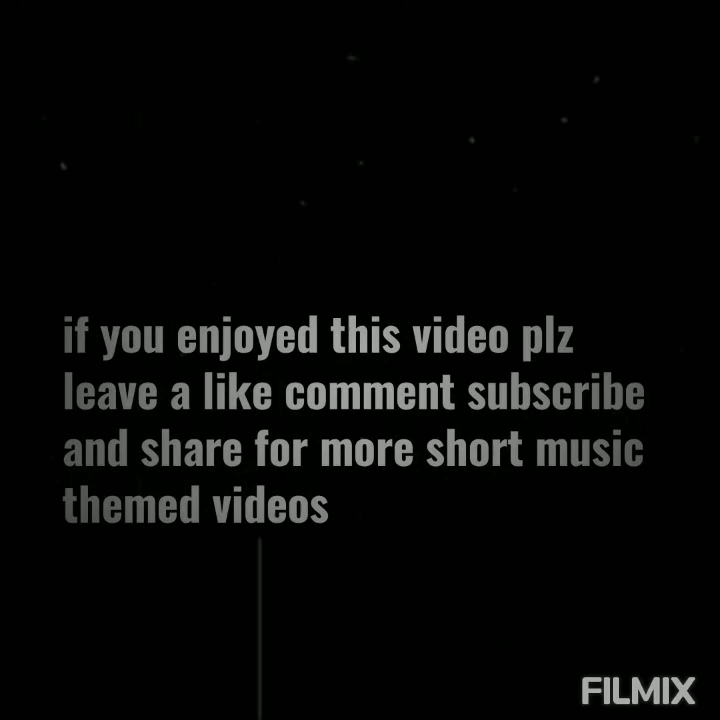 if you enjoyed this video plz
leave a like comment subscribe
and share for more short music
themed videos
FILMIX